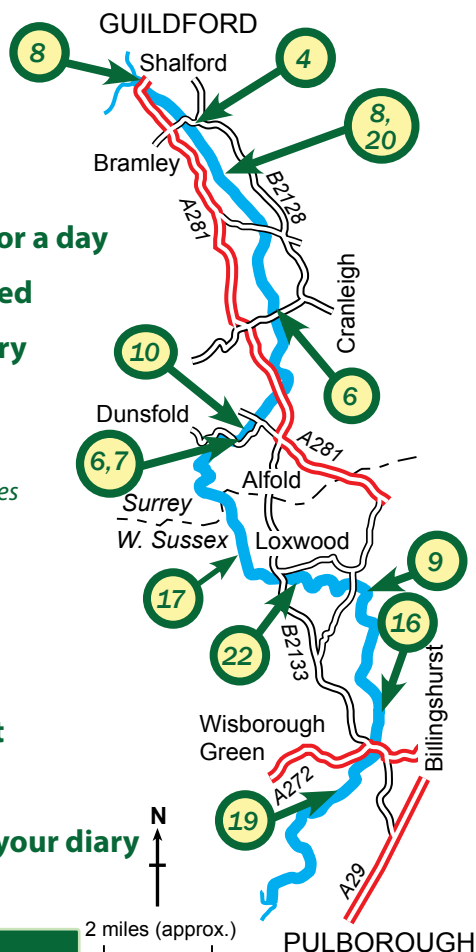 GUILDFORD
8
Shalford
4
8,
20
Bramley
B2128
A281
or a day
ed
ry
Cranleigh
10
6
Dunsfold
A281
6,7
Alfold
es
Surrey
W. Sussex
Loxwood
9
17
16
22
B2133
Billingshurst
t
Wisborough
Green
A272
19
your diary
N
A29
2 miles (approx.)
PULBOROUGH